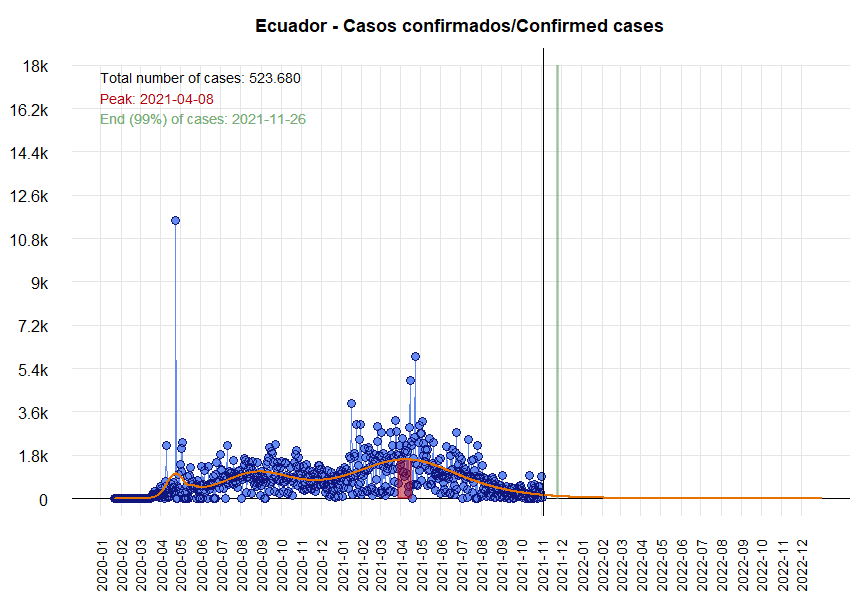 Ecuador - Casos confirmados/Confirmed cases
18k
16.2k
14.4k
12.6k
10.8k
9k
7.2k
5.4k
3.6k
1.8k
0
Total number of cases: 523.680
Peak: 2021-04-08
End (99%) of cases: 2021-11-26
2020-01
2020-02
2020-03
2020-04
2020-05
2020-06
2020-07
2020-08
2020-09
2020-10
2020-12
2021-01
2021-02
2021-03
2021-04
2021-05
2021-06
2021-07
2021-08
2021-09
2021-10
2021-11
2021-12
2022-01
2022-02
2022-03
2022-04
2022-05
2022-06
2022-07
2022-08
2022-09
2022-10
2022-11
2022-12